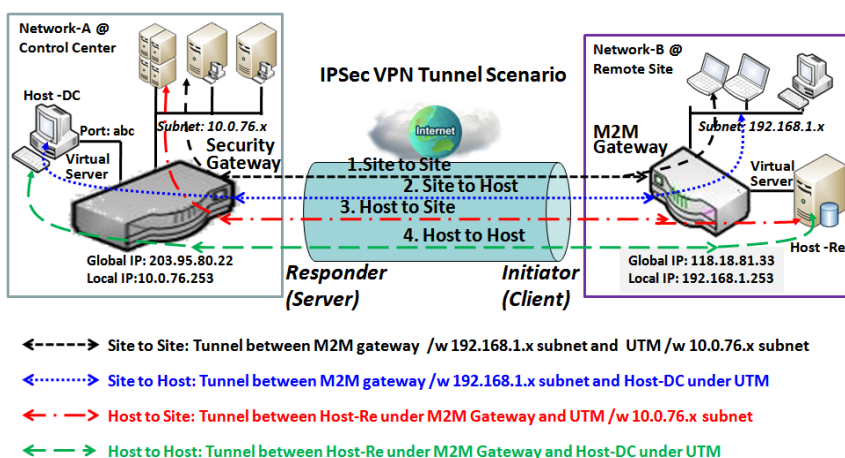 Network-A @
Control Center
Host -DC
Port: abc
Virtual
Server
Subnet: 10.0.76.x
Security
Gateway
Global IP: 203.95.80.22
Local IP:10.0.76.253
IPSec VPN Tunnel Scenario
Internet
1.Site to Site
2. Site to Host
3. Host to Site
4. Host to Host
Responder
(Server)
Initiator
(Client)
Network-B @
Remote Site
Subnet: 192.168.1.x
M2M
Gateway
Virtual
Server
Host -Re
Global IP: 118.18.81.33
Local IP: 192.168.1.253
Site to Site: Tunnel between M2M gateway /w 192.168.1.x subnet and UTM /w 10.0.76.x subnet
Site to Host: Tunnel between M2M gateway /w 192.168.1.x subnet and Host-DC under UTM
Host to Site: Tunnel between Host-Re under M2M Gateway and UTM /w 10.0.76.x subnet
Host to Host: Tunnel between Host-Re under M2M Gateway and Host-DC under UTM